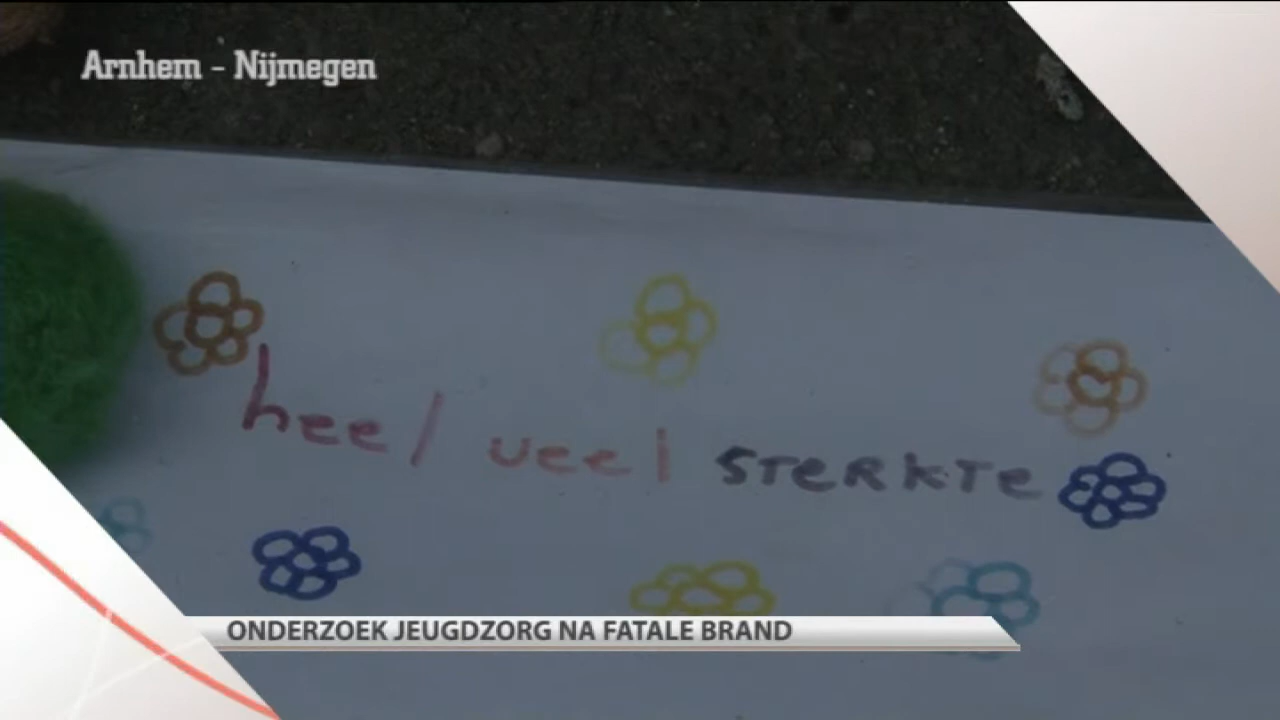 Arnhem - Nijmegen
heel veel STERKTE
ONDERZOEK JEUGDZORG NA FATALE BRAND